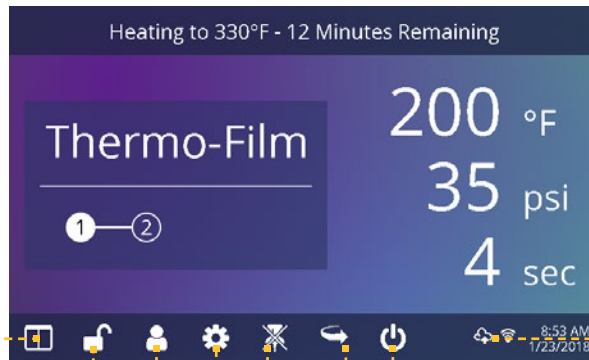 Heating to 330°F - 12 Minutes Remaining
Thermo-Film
1 2
200 °F
35 psi
4 sec
8:53 AM
1/23/2018